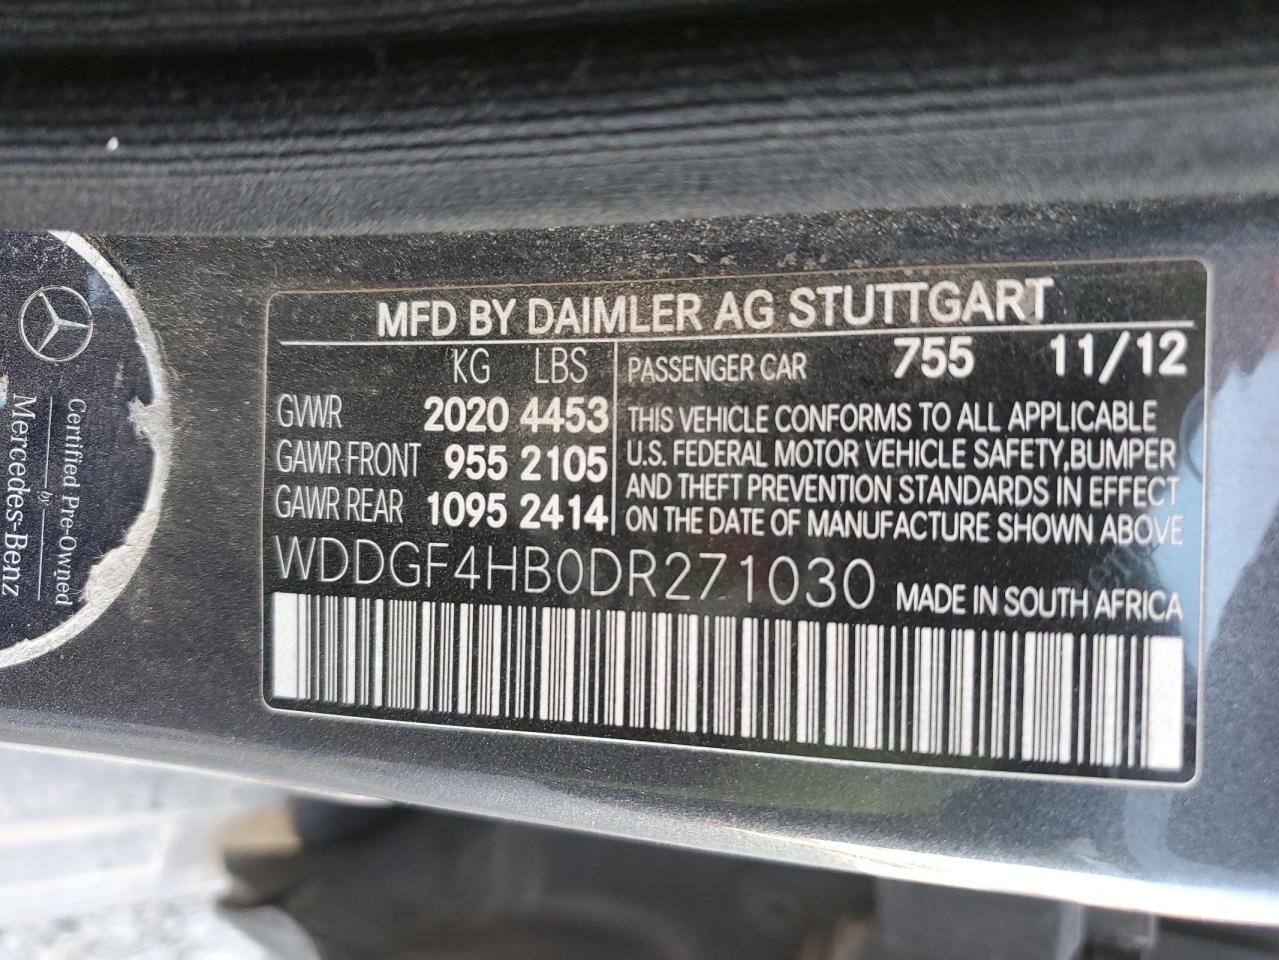 MFD BY DAIMLER AG STUTTGART
KG LBS
GVWR 2020 4453
GAWR FRONT 955 2105
GAWR REAR 1095 2414
PASSENGER CAR 755 11/12
THIS VEHICLE CONFORMS TO ALL APPLICABLE
U.S. FEDERAL MOTOR VEHICLE SAFETY,BUMPER
AND THEFT PREVENTION STANDARDS IN EFFECT
ON THE DATE OF MANUFACTURE SHOWN ABOVE
WDDGF4HB0DR271030 MADE IN SOUTH AFRICA
Certified Pre-Owned
by
Mercedes-Benz